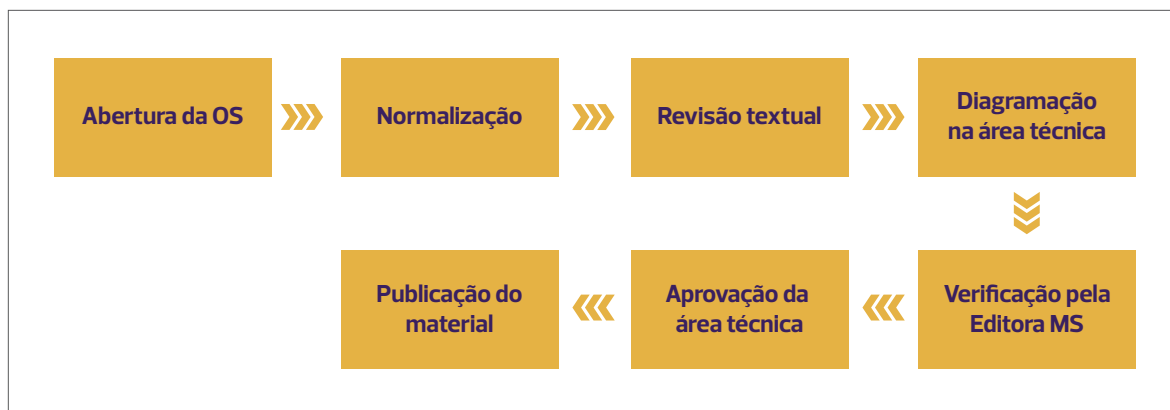 Abertura da OS
Normalização
Revisão textual
Diagramação
na área técnica
Verificação pela
Editora MS
Aprovação da
área técnica
Publicação do
material